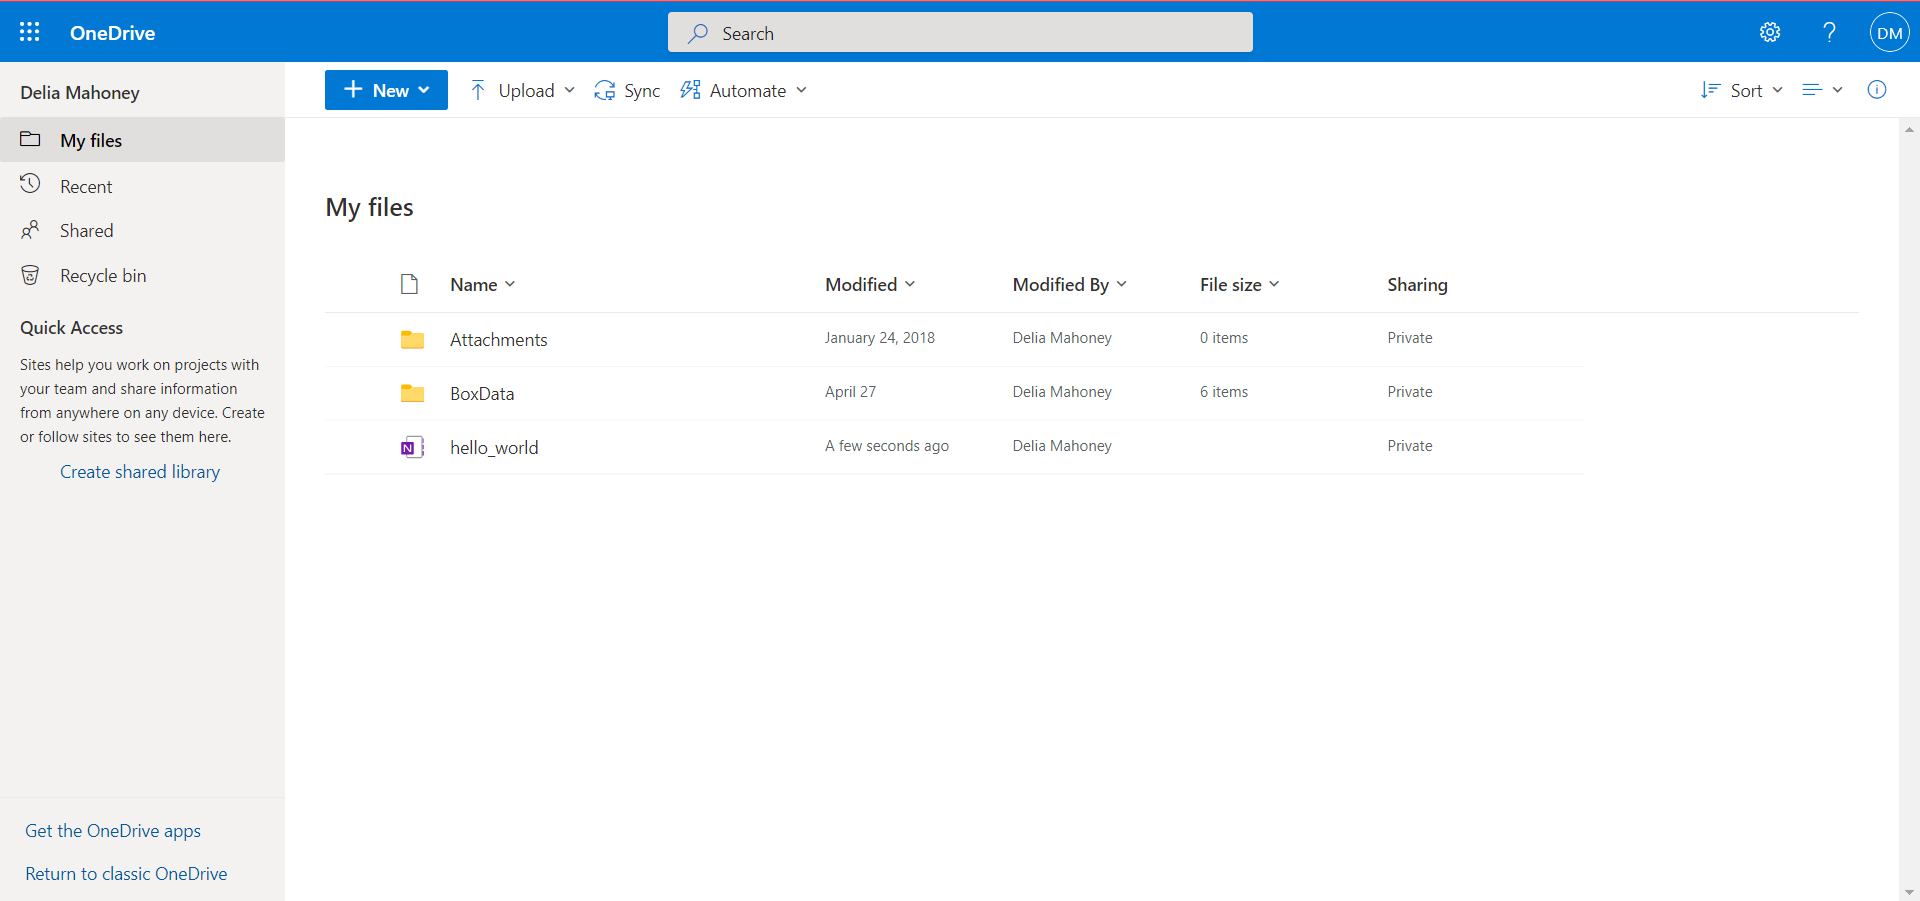 OneDrive
Search
DM
Delia Mahoney
New
Upload
Sync
Automate
Sort
My files
Recent
Shared
Recycle bin
Quick Access
Sites help you work on projects with
your team and share information
from anywhere on any device. Create
or follow sites to see them here.
Create shared library
Get the OneDrive apps
Return to classic OneDrive
My files
Name Modified Modified By File size Sharing
Attachments January 24, 2018 Delia Mahoney 0 items Private
BoxData April 27 Delia Mahoney 6 items Private
N hello_world A few seconds ago Delia Mahoney Private